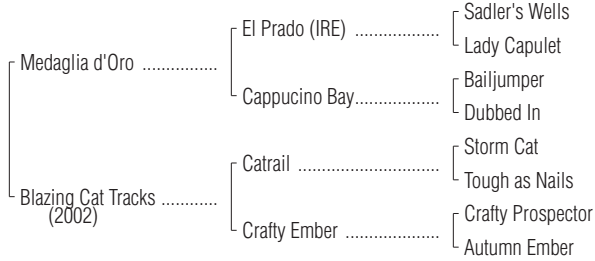 Sadler's Wells
El Prado (IRE) ...................
Lady Capulet
Medaglia d'Oro ...............
Bailjumper
Cappucino Bay...................
Dubbed In
Storm Cat
Catrail ...............................
Tough as Nails
Blazing Cat Tracks ...........
(2002)
Crafty Prospector
Crafty Ember .....................
Autumn Ember